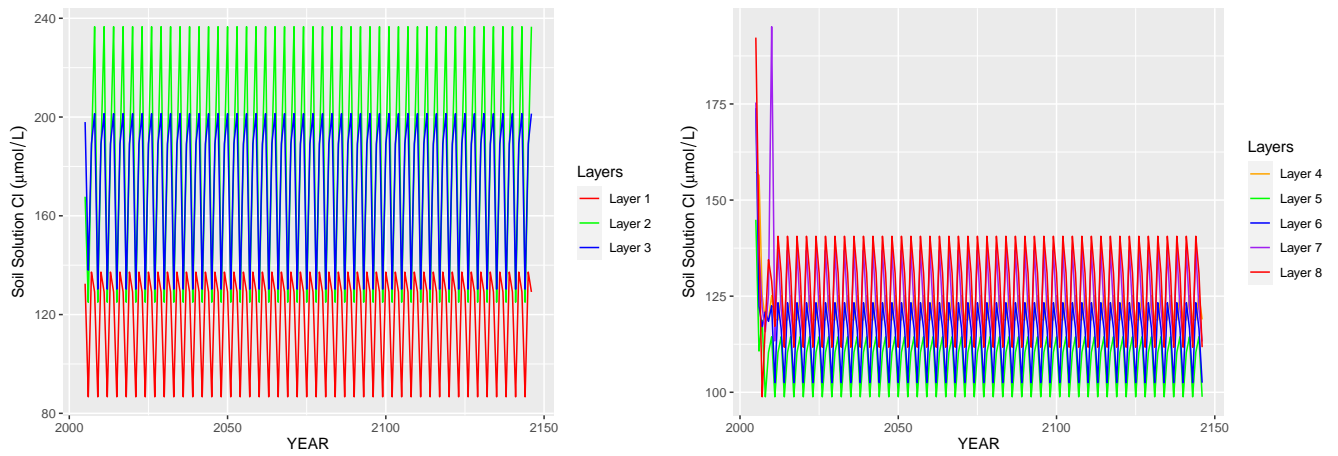 240
200
160
120
80
Soil Solution Cl (μmol/L)
2000
2050
2100
2150
YEAR
Layers
Layer 1
Layer 2
Layer 3
175
150
125
100
Soil Solution Cl (μmol/L)
2000
2050
2100
2150
YEAR
Layers
Layer 4
Layer 5
Layer 6
Layer 7
Layer 8